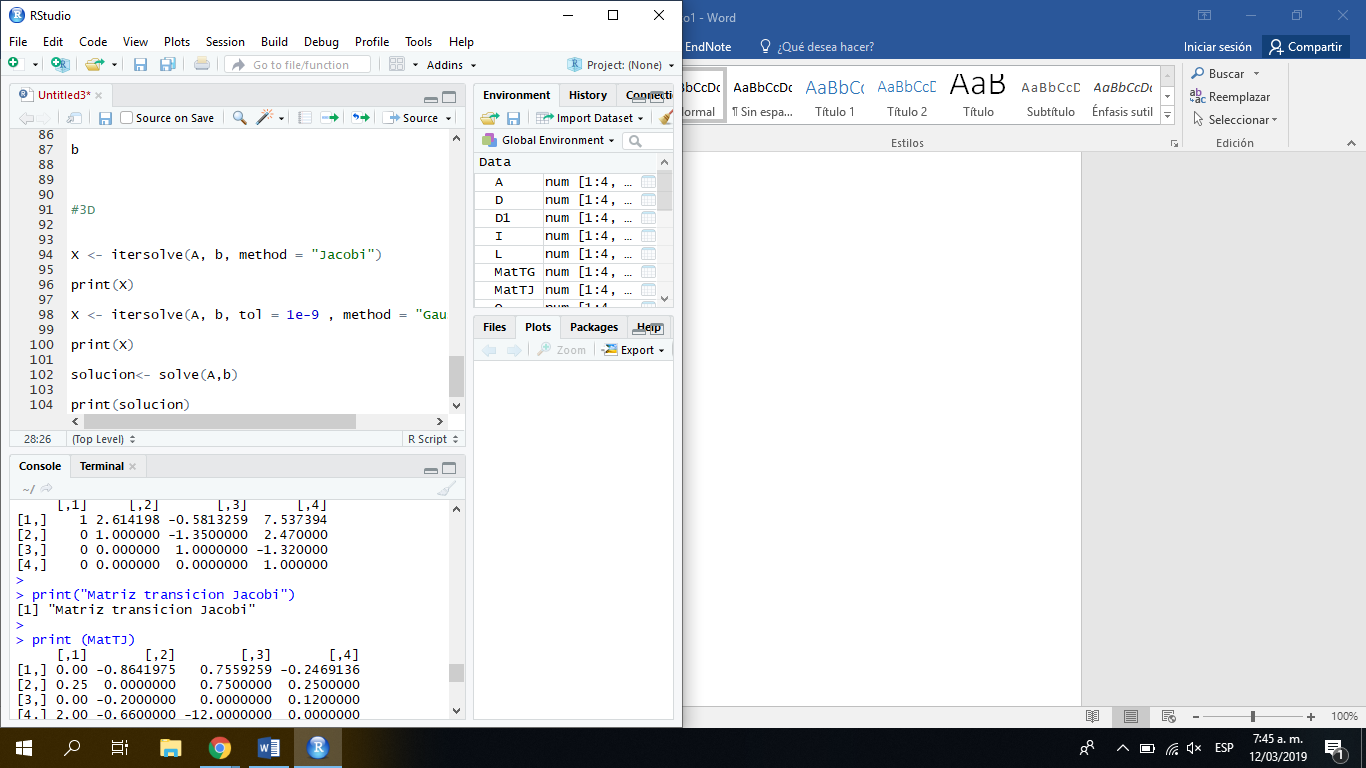 RStudio
File Edit Code View Plots Session Build Debug Profile Tools Help
Go to file/function Addins Project: (None)
Untitled3*
Source on Save Source
86
87 b
88
89
90
91 #3D
92
93
94 X <- itersolve(A, b, method = "Jacobi")
95
96 print(X)
97
98 X <- itersolve(A, b, tol = 1e-9 , method = "Gau
99
100 print(X)
101
102 solucion<- solve(A,b)
103
104 print(solucion)
28:26 (Top Level) R Script
Console Terminal
~/
[,1] [,2] [,3] [,4]
[1,] 1 2.614198 -0.5813259 7.537394
[2,] 0 1.000000 -1.3500000 2.470000
[3,] 0 0.000000 1.0000000 -1.320000
[4,] 0 0.000000 0.0000000 1.000000
>
> print("Matriz transicion Jacobi")
[1] "Matriz transicion Jacobi"
>
> print (MatTJ)
[,1] [,2] [,3] [,4]
[1,] 0.00 -0.8641975 0.7559259 -0.2469136
[2,] 0.25 0.0000000 0.7500000 0.2500000
[3,] 0.00 -0.2000000 0.0000000 0.1200000
[4,] 2.00 -0.6600000 -12.0000000 0.0000000
Environment History Connecti
Import Dataset
Global Environment
Data
A num [1:4, …
D num [1:4, …
D1 num [1:4, …
I num [1:4, …
L num [1:4, …
MatTG num [1:4, …
MatTJ num [1:4, …
Files Plots Packages Help
Zoom Export
o1 - Word
EndNote ¿Qué desea hacer? Iniciar sesión Compartir
AaBbCcDc AaBbCc AaBbCcD AaB AaBbCcD AaBbCcDc
ormal ¶ Sin espa... Título 1 Título 2 Título Subtítulo Énfasis sutil
Estilos
Buscar
Reemplazar
Seleccionar
Edición
100%
ESP
7:45 a. m.
12/03/2019
1